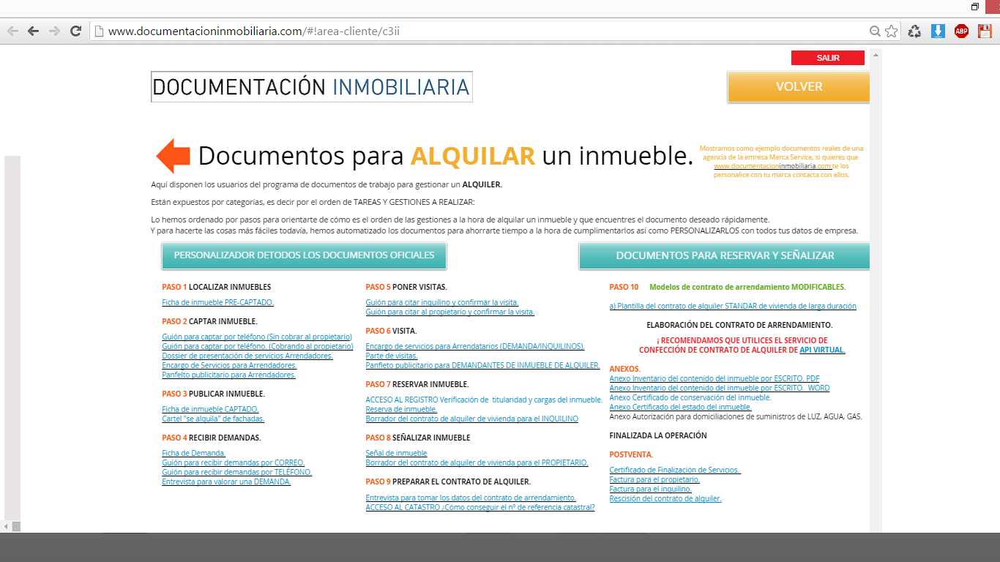 www.documentacioninmobiliaria.com/#!area-cliente/c3ii
ABP
SALIR
DOCUMENTACIÓN INMOBILIARIA
VOLVER
Documentos para ALQUILAR un inmueble.
Mostramos como ejemplo documentos reales de una
agencia de la emresa Merca Service, si quieres que
www.documentacioninmobiliaria.com te los
personalice con tu marca contacta con ellos.
Aquí disponen los usuarios del programa de documentos de trabajo para gestionar un ALQUILER.
Están expuestos por categorías, es decir por el orden de TAREAS Y GESTIONES A REALIZAR:
Lo hemos ordenado por pasos para orientarte de cómo es el orden de las gestiones a la hora de alquilar un inmueble y que encuentres el documento deseado rápidamente.
Y para hacerte las cosas más fáciles todavía, hemos automatizado los documentos para ahorrarte tiempo a la hora de cumplimentarlos así como PERSONALIZARLOS con todos tus datos de empresa.
PERSONALIZADOR DETODOS LOS DOCUMENTOS OFICIALES
DOCUMENTOS PARA RESERVAR Y SEÑALIZAR
PASO 1 LOCALIZAR INMUEBLES
Ficha de inmueble PRE-CAPTADO.
PASO 2 CAPTAR INMUEBLE.
Guión para captar por teléfono (Sin cobrar al propietario)
Guión para captar por teléfono. (Cobrando al propietario)
Dossier de presentación de servicios Arrendadores.
Encargo de Servicios para Arrendadores.
Panfelto publicitario para Arrendadores.
PASO 3 PUBLICAR INMUEBLE.
Ficha de inmueble CAPTADO.
Cartel "se alquila" de fachadas.
PASO 4 RECIBIR DEMANDAS.
Ficha de Demanda.
Guión para recibir demandas por CORREO.
Guión para recibir demandas por TELÉFONO.
Entrevista para valorar una DEMANDA.
PASO 5 PONER VISITAS.
Guión para citar inquilino y confirmar la visita.
Guión para citar al propietario y confirmar la visita.
PASO 6 VISITA.
Encargo de servicios para Arrendatarios (DEMANDA/INQUILINOS).
Parte de visitas.
Panfleto publicitario para DEMANDANTES DE INMUEBLE DE ALQUILER.
PASO 7 RESERVAR INMUEBLE.
ACCESO AL REGISTRO Verificación de titularidad y cargas del inmueble.
Reserva de inmueble.
Borrador del contrato de alquiler de vivienda para el INQUILINO
PASO 8 SEÑALIZAR INMUEBLE
Señal de inmueble
Borrador del contrato de alquiler de vivienda para el PROPIETARIO.
PASO 9 PREPARAR EL CONTRATO DE ALQUILER.
Entrevista para tomar los datos del contrato de arrendamiento.
ACCESO AL CATASTRO ¿Cómo conseguir el nº de referencia catastral?
PASO 10 Modelos de contrato de arrendamiento MODIFICABLES.
a) Plantilla del contrato de alquiler STANDAR de vivienda de larga duración
ELABORACIÓN DEL CONTRATO DE ARRENDAMIENTO.
¡ RECOMENDAMOS QUE UTILICES EL SERVICIO DE
CONFECCIÓN DE CONTRATO DE ALQUILER DE API VIRTUAL.
ANEXOS.
Anexo Inventario del contenido del inmueble por ESCRITO. PDF
Anexo Inventario del contenido del inmueble por ESCRITO. WORD
Anexo Certificado de conservación del inmueble.
Anexo Certificado del estado del inmueble.
Anexo Autorización para domiciliaciones de suministros de LUZ, AGUA, GAS.
FINALIZADA LA OPERACIÓN
POSTVENTA.
Certificado de Finalización de Servicios.
Factura para el propietario.
Factura para el inquilino.
Rescisión del contrato de alquiler.